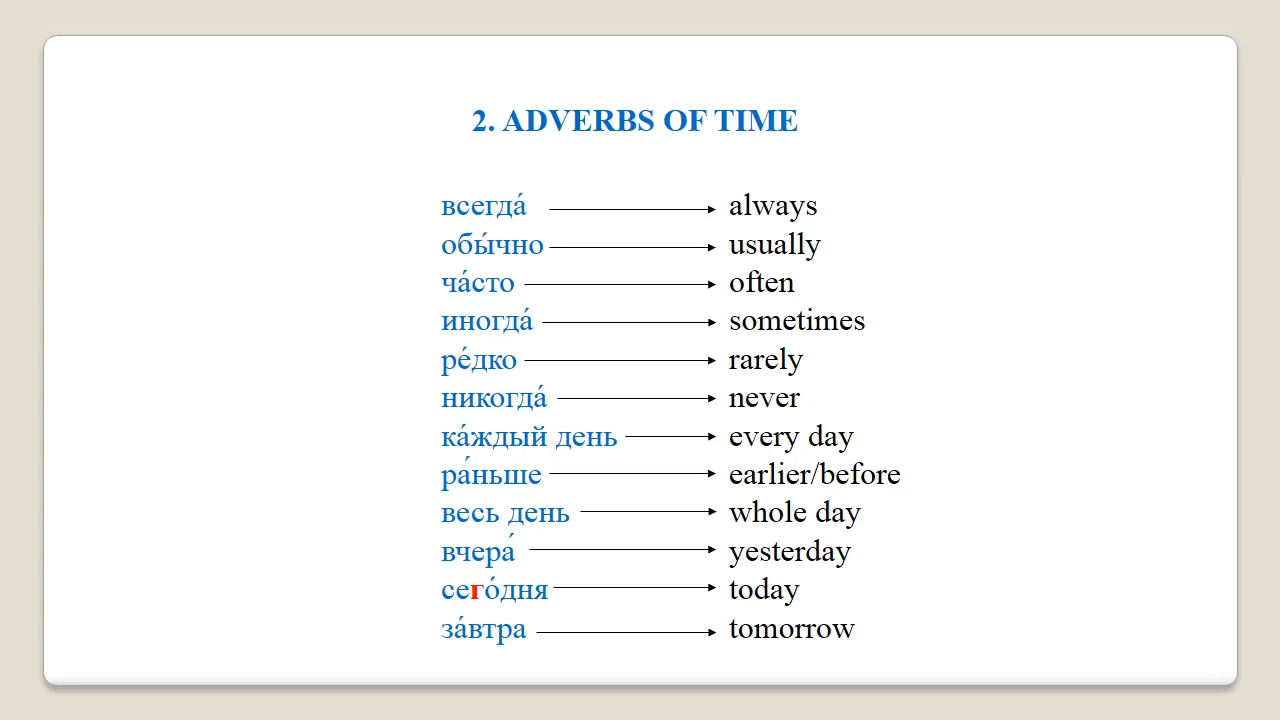 2. ADVERBS OF TIME
всегда́ always
обы́чно usually
ча́сто often
иногда́ sometimes
ре́дко rarely
никогда́ never
ка́ждый день every day
ра́ньше earlier/before
весь день whole day
вчера́ yesterday
сего́дня today
за́втра tomorrow